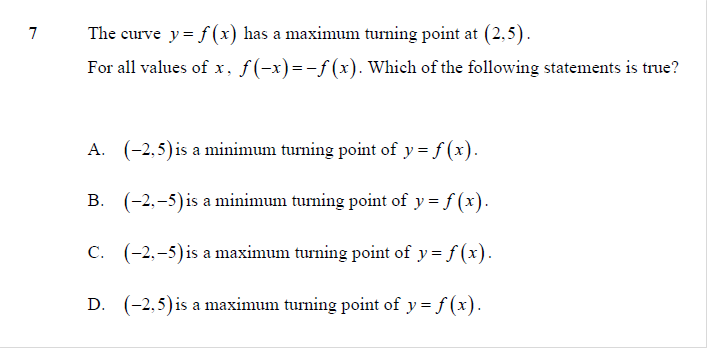 7 The curve y = f(x) has a maximum turning point at (2,5).
For all values of x, f(−x) = −f(x). Which of the following statements is true?
A. (−2,5) is a minimum turning point of y = f(x).
B. (−2,−5) is a minimum turning point of y = f(x).
C. (−2,−5) is a maximum turning point of y = f(x).
D. (−2,5) is a maximum turning point of y = f(x).